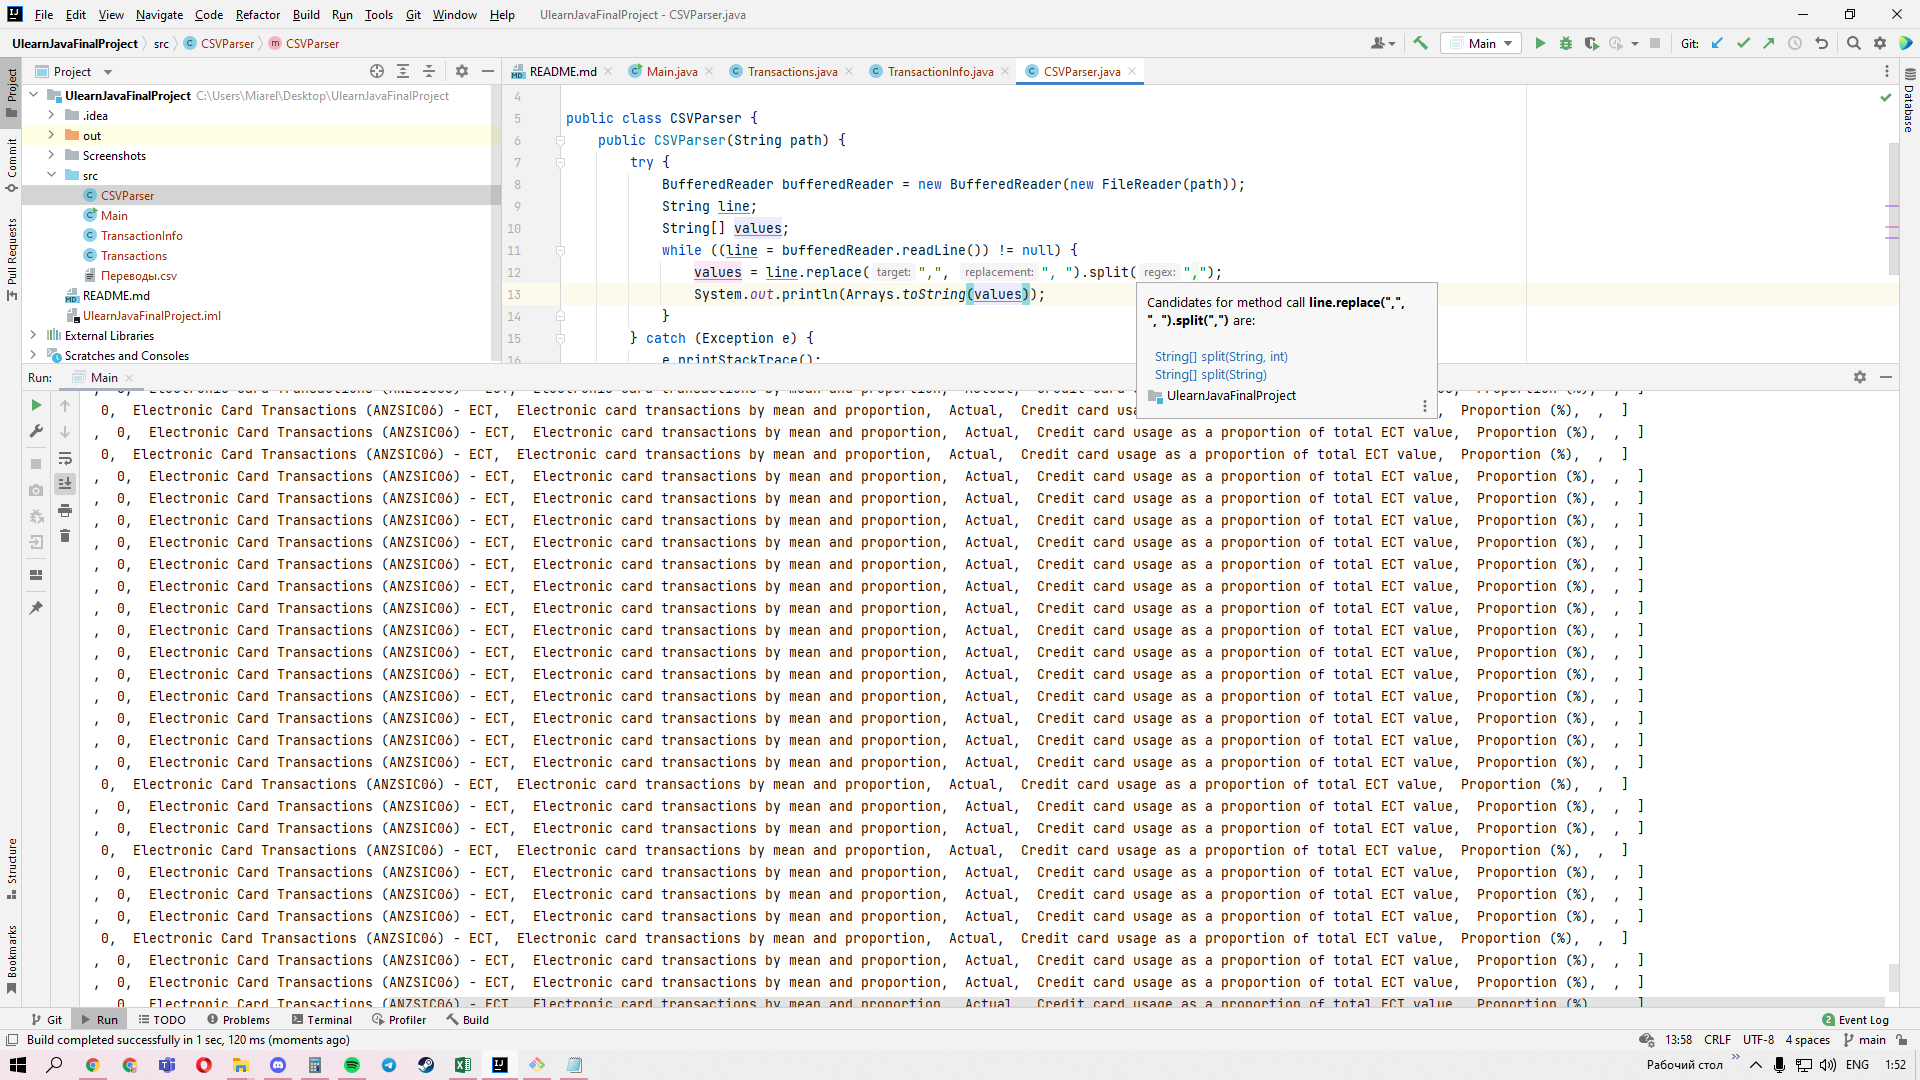 File Edit View Navigate Code Refactor Build Run Tools Git Window Help UlearnJavaFinalProject - CSVParser.java
UlearnJavaFinalProject src CSVParser CSVParser
Main Git:
Project
README.md Main.java Transactions.java TransactionInfo.java CSVParser.java
Project
Commit
Pull Requests
Structure
Bookmarks
Database
UlearnJavaFinalProject C:\Users\Miarel\Desktop\UlearnJavaFinalProject
.idea
out
Screenshots
src
CSVParser
Main
TransactionInfo
Transactions
Переводы.csv
README.md
UlearnJavaFinalProject.iml
External Libraries
Scratches and Consoles
4
5 public class CSVParser {
6 public CSVParser(String path) {
7 try {
8 BufferedReader bufferedReader = new BufferedReader(new FileReader(path));
9 String line;
10 String[] values;
11 while ((line = bufferedReader.readLine()) != null) {
12 values = line.replace( target: ",", replacement: ", ").split( regex: ",");
13 System.out.println(Arrays.toString(values));
14 }
15 } catch (Exception e) {
16 e.printStackTrace();
Candidates for method call line.replace(",",
", ").split(",") are:
String[] split(String, int)
String[] split(String)
UlearnJavaFinalProject
Run: Main
0, Electronic Card Transactions (ANZSIC06) - ECT, Electronic card transactions by mean and proportion, Actual, Credit card usa Proportion (%), , ]
, 0, Electronic Card Transactions (ANZSIC06) - ECT, Electronic card transactions by mean and proportion, Actual, Credit card usage as a proportion of total ECT value, Proportion (%), , ]
0, Electronic Card Transactions (ANZSIC06) - ECT, Electronic card transactions by mean and proportion, Actual, Credit card usage as a proportion of total ECT value, Proportion (%), , ]
, 0, Electronic Card Transactions (ANZSIC06) - ECT, Electronic card transactions by mean and proportion, Actual, Credit card usage as a proportion of total ECT value, Proportion (%), , ]
, 0, Electronic Card Transactions (ANZSIC06) - ECT, Electronic card transactions by mean and proportion, Actual, Credit card usage as a proportion of total ECT value, Proportion (%), , ]
, 0, Electronic Card Transactions (ANZSIC06) - ECT, Electronic card transactions by mean and proportion, Actual, Credit card usage as a proportion of total ECT value, Proportion (%), , ]
, 0, Electronic Card Transactions (ANZSIC06) - ECT, Electronic card transactions by mean and proportion, Actual, Credit card usage as a proportion of total ECT value, Proportion (%), , ]
, 0, Electronic Card Transactions (ANZSIC06) - ECT, Electronic card transactions by mean and proportion, Actual, Credit card usage as a proportion of total ECT value, Proportion (%), , ]
, 0, Electronic Card Transactions (ANZSIC06) - ECT, Electronic card transactions by mean and proportion, Actual, Credit card usage as a proportion of total ECT value, Proportion (%), , ]
, 0, Electronic Card Transactions (ANZSIC06) - ECT, Electronic card transactions by mean and proportion, Actual, Credit card usage as a proportion of total ECT value, Proportion (%), , ]
, 0, Electronic Card Transactions (ANZSIC06) - ECT, Electronic card transactions by mean and proportion, Actual, Credit card usage as a proportion of total ECT value, Proportion (%), , ]
, 0, Electronic Card Transactions (ANZSIC06) - ECT, Electronic card transactions by mean and proportion, Actual, Credit card usage as a proportion of total ECT value, Proportion (%), , ]
, 0, Electronic Card Transactions (ANZSIC06) - ECT, Electronic card transactions by mean and proportion, Actual, Credit card usage as a proportion of total ECT value, Proportion (%), , ]
, 0, Electronic Card Transactions (ANZSIC06) - ECT, Electronic card transactions by mean and proportion, Actual, Credit card usage as a proportion of total ECT value, Proportion (%), , ]
, 0, Electronic Card Transactions (ANZSIC06) - ECT, Electronic card transactions by mean and proportion, Actual, Credit card usage as a proportion of total ECT value, Proportion (%), , ]
, 0, Electronic Card Transactions (ANZSIC06) - ECT, Electronic card transactions by mean and proportion, Actual, Credit card usage as a proportion of total ECT value, Proportion (%), , ]
, 0, Electronic Card Transactions (ANZSIC06) - ECT, Electronic card transactions by mean and proportion, Actual, Credit card usage as a proportion of total ECT value, Proportion (%), , ]
0, Electronic Card Transactions (ANZSIC06) - ECT, Electronic card transactions by mean and proportion, Actual, Credit card usage as a proportion of total ECT value, Proportion (%), , ]
, 0, Electronic Card Transactions (ANZSIC06) - ECT, Electronic card transactions by mean and proportion, Actual, Credit card usage as a proportion of total ECT value, Proportion (%), , ]
, 0, Electronic Card Transactions (ANZSIC06) - ECT, Electronic card transactions by mean and proportion, Actual, Credit card usage as a proportion of total ECT value, Proportion (%), , ]
0, Electronic Card Transactions (ANZSIC06) - ECT, Electronic card transactions by mean and proportion, Actual, Credit card usage as a proportion of total ECT value, Proportion (%), , ]
, 0, Electronic Card Transactions (ANZSIC06) - ECT, Electronic card transactions by mean and proportion, Actual, Credit card usage as a proportion of total ECT value, Proportion (%), , ]
, 0, Electronic Card Transactions (ANZSIC06) - ECT, Electronic card transactions by mean and proportion, Actual, Credit card usage as a proportion of total ECT value, Proportion (%), , ]
, 0, Electronic Card Transactions (ANZSIC06) - ECT, Electronic card transactions by mean and proportion, Actual, Credit card usage as a proportion of total ECT value, Proportion (%), , ]
0, Electronic Card Transactions (ANZSIC06) - ECT, Electronic card transactions by mean and proportion, Actual, Credit card usage as a proportion of total ECT value, Proportion (%), , ]
, 0, Electronic Card Transactions (ANZSIC06) - ECT, Electronic card transactions by mean and proportion, Actual, Credit card usage as a proportion of total ECT value, Proportion (%), , ]
, 0, Electronic Card Transactions (ANZSIC06) - ECT, Electronic card transactions by mean and proportion, Actual, Credit card usage as a proportion of total ECT value, Proportion (%), , ]
, 0, Electronic Card Transactions (ANZSIC06) - ECT, Electronic card transactions by mean and proportion, Actual, Credit card usage as a proportion of total ECT value, Proportion (%), , ]
Git Run TODO Problems Terminal Profiler Build 2 Event Log
Build completed successfully in 1 sec, 120 ms (moments ago) 13:58 CRLF UTF-8 4 spaces main
Рабочий стол ENG 1:52